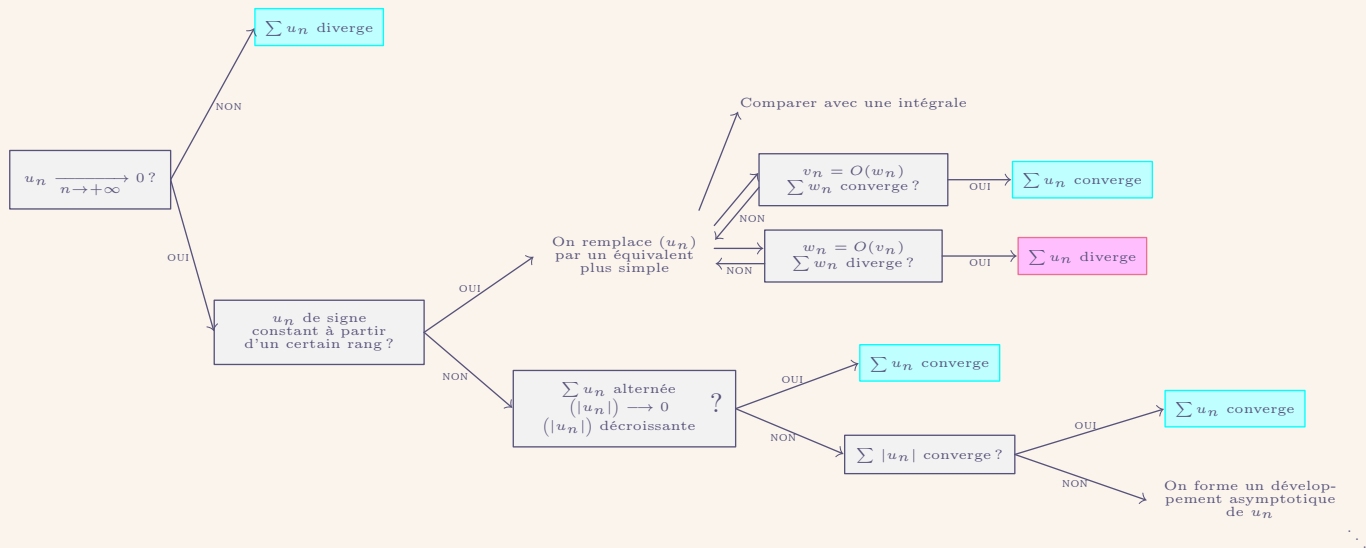 ∑ uₙ diverge
NON
Comparer avec une intégrale
uₙ ⟶ 0 ?
n→+∞
vₙ = O(wₙ)
∑ wₙ converge ?
OUI
∑ uₙ converge
NON
OUI
On remplace (uₙ)
par un équivalent
plus simple
wₙ = O(vₙ)
∑ wₙ diverge ?
NON
OUI
∑ uₙ diverge
OUI
uₙ de signe
constant à partir
d'un certain rang ?
NON
∑ uₙ alternée
(|uₙ|) ⟶ 0
(|uₙ|) décroissante
?
OUI
∑ uₙ converge
NON
∑ |uₙ| converge ?
OUI
∑ uₙ converge
NON
On forme un dévelop-
pement asymptotique
de uₙ